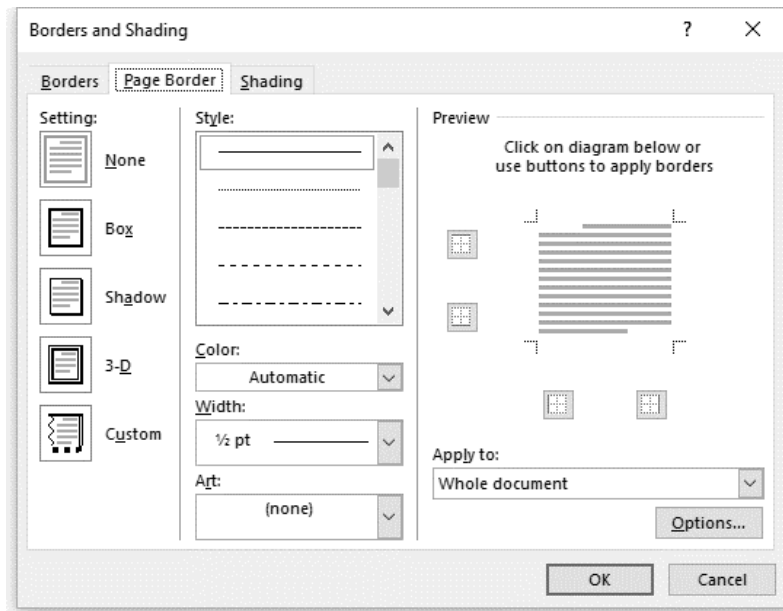 Borders and Shading
?
Borders Page Border Shading
Setting:
None
Box
Shadow
3-D
Custom
Style:
Color:
Automatic
Width:
½ pt
Art:
(none)
Preview
Click on diagram below or
use buttons to apply borders
Apply to:
Whole document
Options...
OK
Cancel